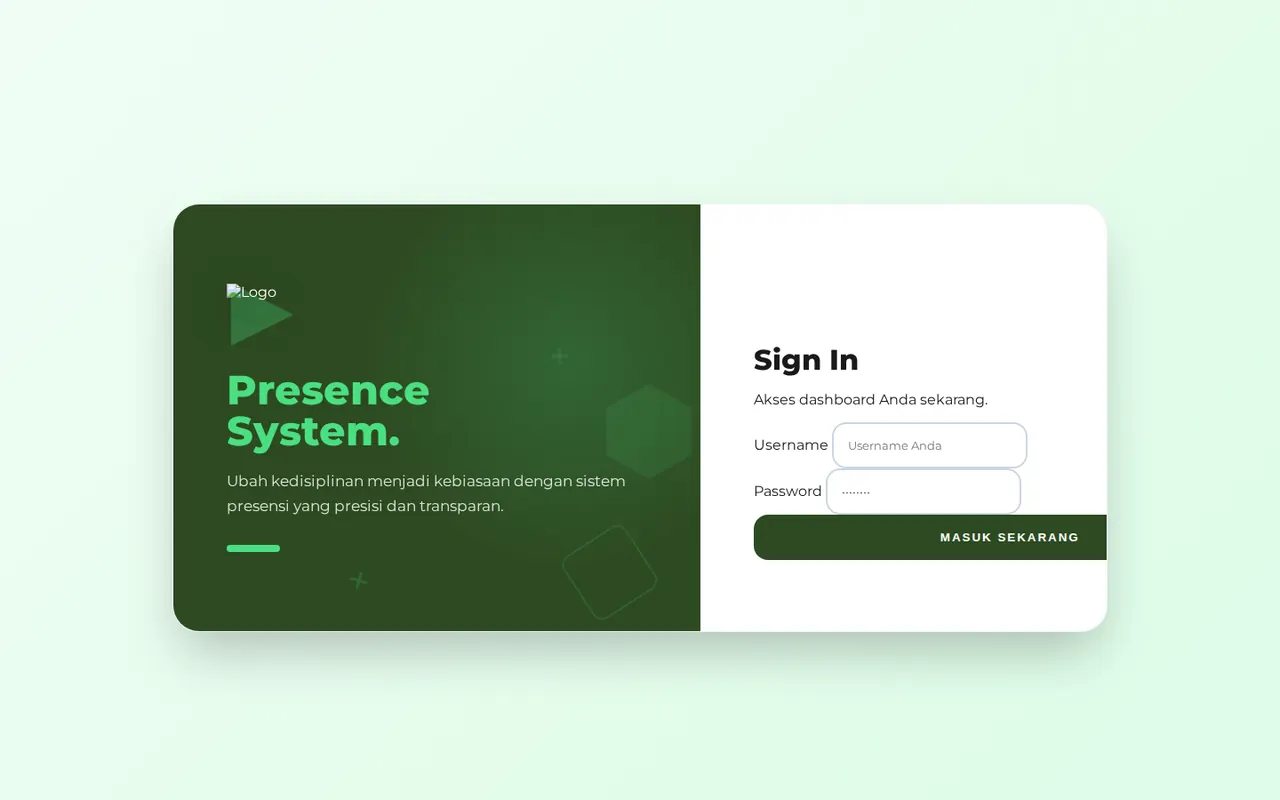 Logo
Presence
System.
Ubah kedisiplinan menjadi kebiasaan dengan sistem
presensi yang presisi dan transparan.
Sign In
Akses dashboard Anda sekarang.
Username Username Anda
Password ........
MASUK SEKARANG